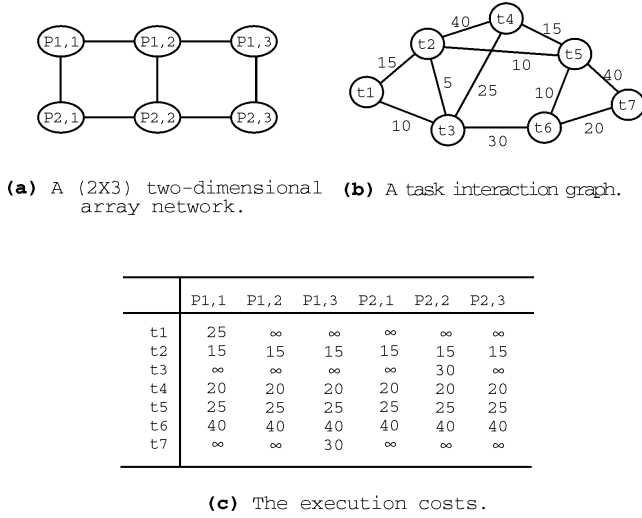 P1,1 P1,2 P1,3
P2,1 P2,2 P2,3
(a) A (2X3) two-dimensional
array network.
t4
40 15
t2 t5
15 10 40
5 25 10
t1 t7
10 t3 t6 20
30
(b) A task interaction graph.
P1,1 P1,2 P1,3 P2,1 P2,2 P2,3
t1 25 ∞ ∞ ∞ ∞ ∞
t2 15 15 15 15 15 15
t3 ∞ ∞ ∞ ∞ 30 ∞
t4 20 20 20 20 20 20
t5 25 25 25 25 25 25
t6 40 40 40 40 40 40
t7 ∞ ∞ 30 ∞ ∞ ∞
(c) The execution costs.